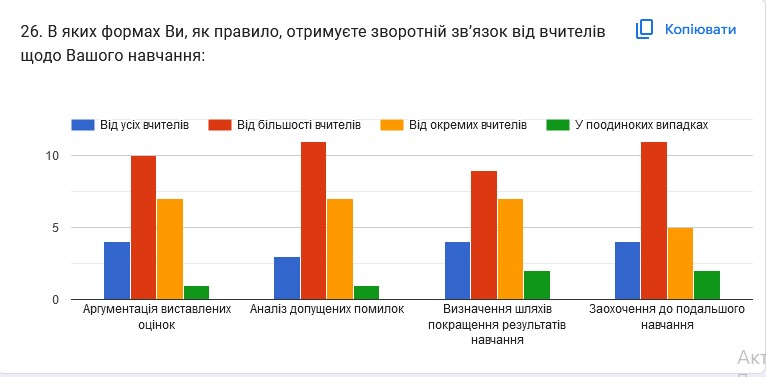 26. В яких формах Ви, як правило, отримуєте зворотній зв’язок від вчителів
щодо Вашого навчання:
Копіювати
Від усіх вчителів
Від більшості вчителів
Від окремих вчителів
У поодиноких випадках
10
5
0
Аргументація виставлених
оцінок
Аналіз допущених помилок
Визначення шляхів
покращення результатів
навчання
Заохочення до подальшого
навчання